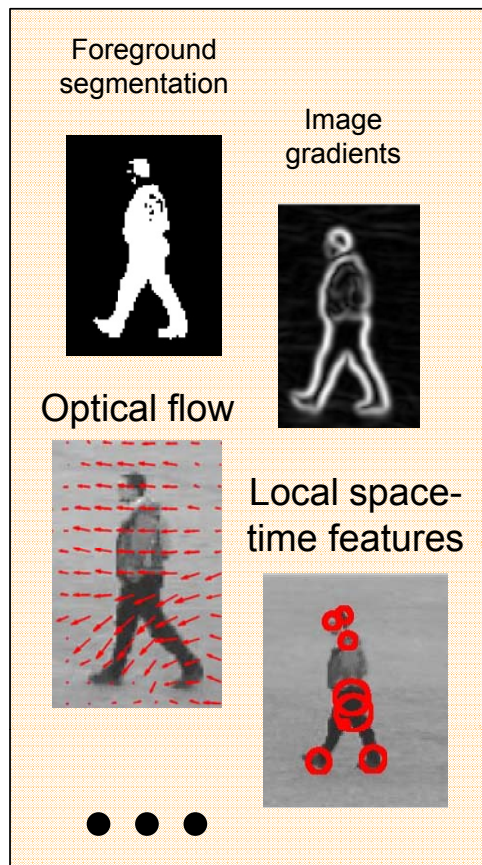 Foreground
segmentation
Image
gradients
Optical flow
Local space-
time features